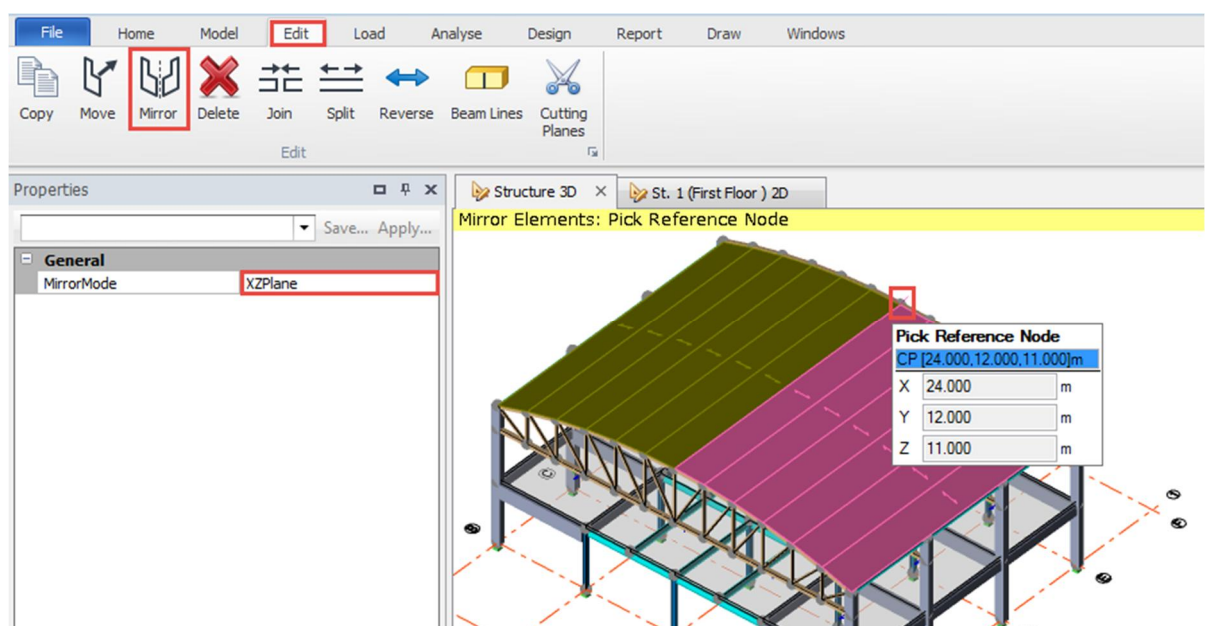 File Home Model Edit Load Analyse Design Report Draw Windows
Copy Move Mirror Delete Join Split Reverse Beam Lines Cutting Planes
Edit
Properties
Structure 3D St. 1 (First Floor ) 2D
Save... Apply...
Mirror Elements: Pick Reference Node
General
MirrorMode XZPlane
Pick Reference Node
CP [24.000,12.000,11.000]m
X 24.000 m
Y 12.000 m
Z 11.000 m
C
B